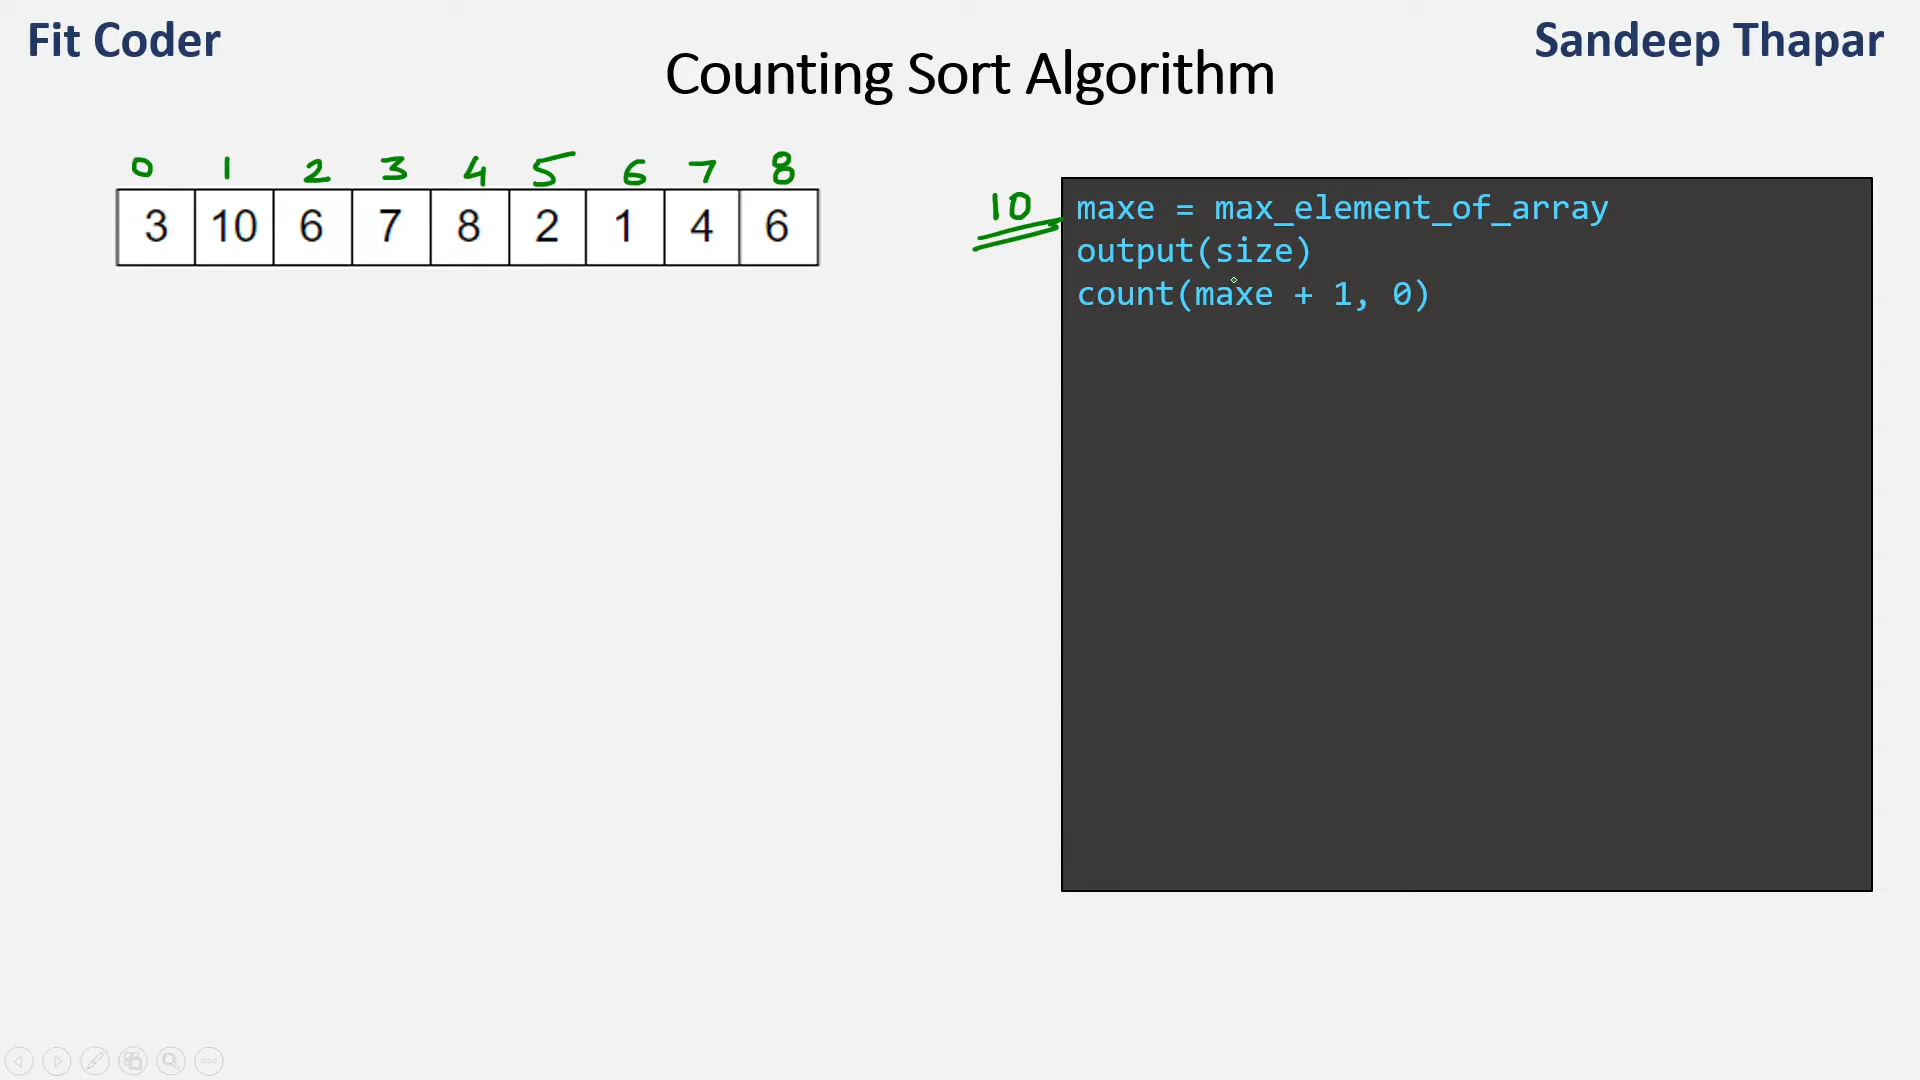 Fit Coder
Sandeep Thapar
Counting Sort Algorithm
0 1 2 3 4 5 6 7 8
3 10 6 7 8 2 1 4 6
10
maxe = max_element_of_array
output(size)
count(maxe + 1, 0)